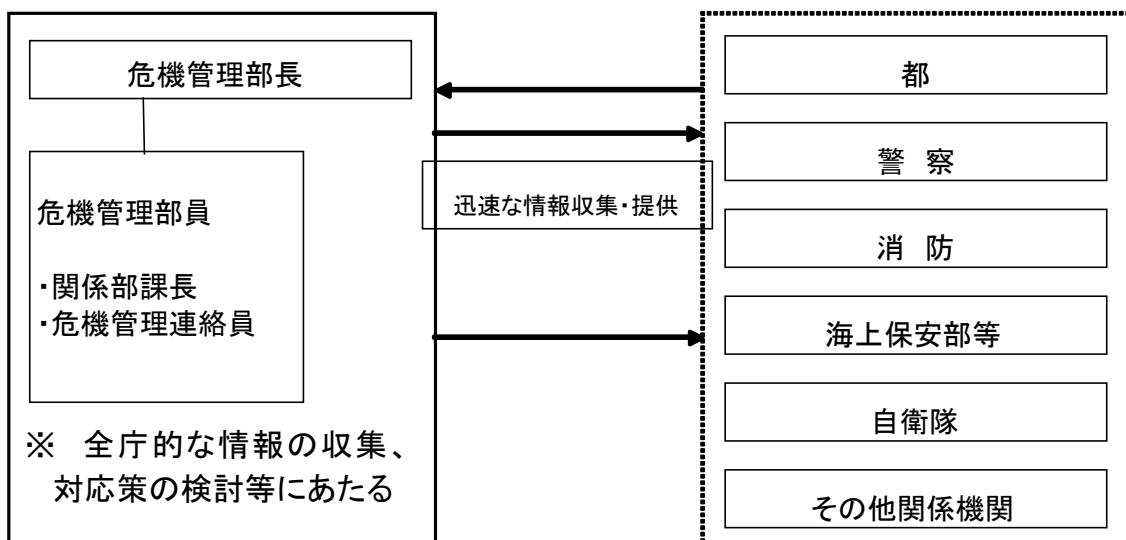 危機管理部長
危機管理部員
・関係部課長
・危機管理連絡員
※ 全庁的な情報の収集、
対応策の検討等にあたる
迅速な情報収集・提供
都
警 察
消 防
海上保安部等
自衛隊
その他関係機関